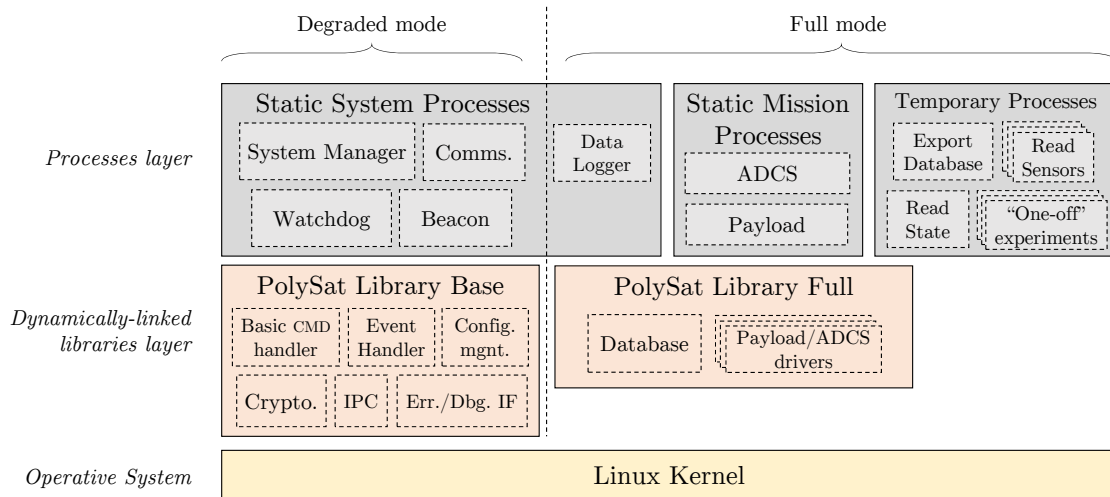 Degraded mode
Full mode
Processes layer
Static System Processes
System Manager
Comms.
Watchdog
Beacon
Data
Logger
Static Mission
Processes
ADCS
Payload
Temporary Processes
Export
Database
Read
Sensors
Read
State
“One-off”
experiments
Dynamically-linked
libraries layer
PolySat Library Base
Basic CMD
handler
Event
Handler
Config.
mgnt.
Crypto.
IPC
Err./Dbg. IF
PolySat Library Full
Database
Payload/ADCS
drivers
Operative System
Linux Kernel